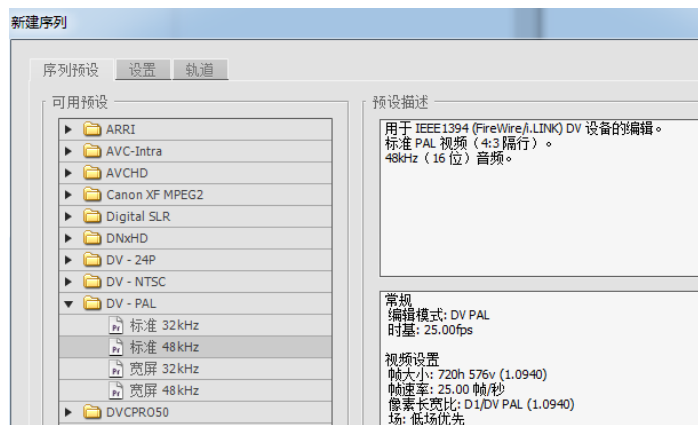 新建序列
序列预设 设置 轨道
可用预设
ARRI
AVC-Intra
AVCHD
Canon XF MPEG2
Digital SLR
DNxHD
DV - 24P
DV - NTSC
DV - PAL
标准 32kHz
标准 48kHz
宽屏 32kHz
宽屏 48kHz
DVCPRO50
预设描述
用于 IEEE1394 (FireWire/i.LINK) DV 设备的编辑。
标准 PAL 视频（4:3 隔行）。
48kHz（16 位）音频。
常规
编辑模式: DV PAL
时基: 25.00fps
视频设置
帧大小: 720h 576v (1.0940)
帧速率: 25.00 帧/秒
像素长宽比: D1/DV PAL (1.0940)
场: 低场优先